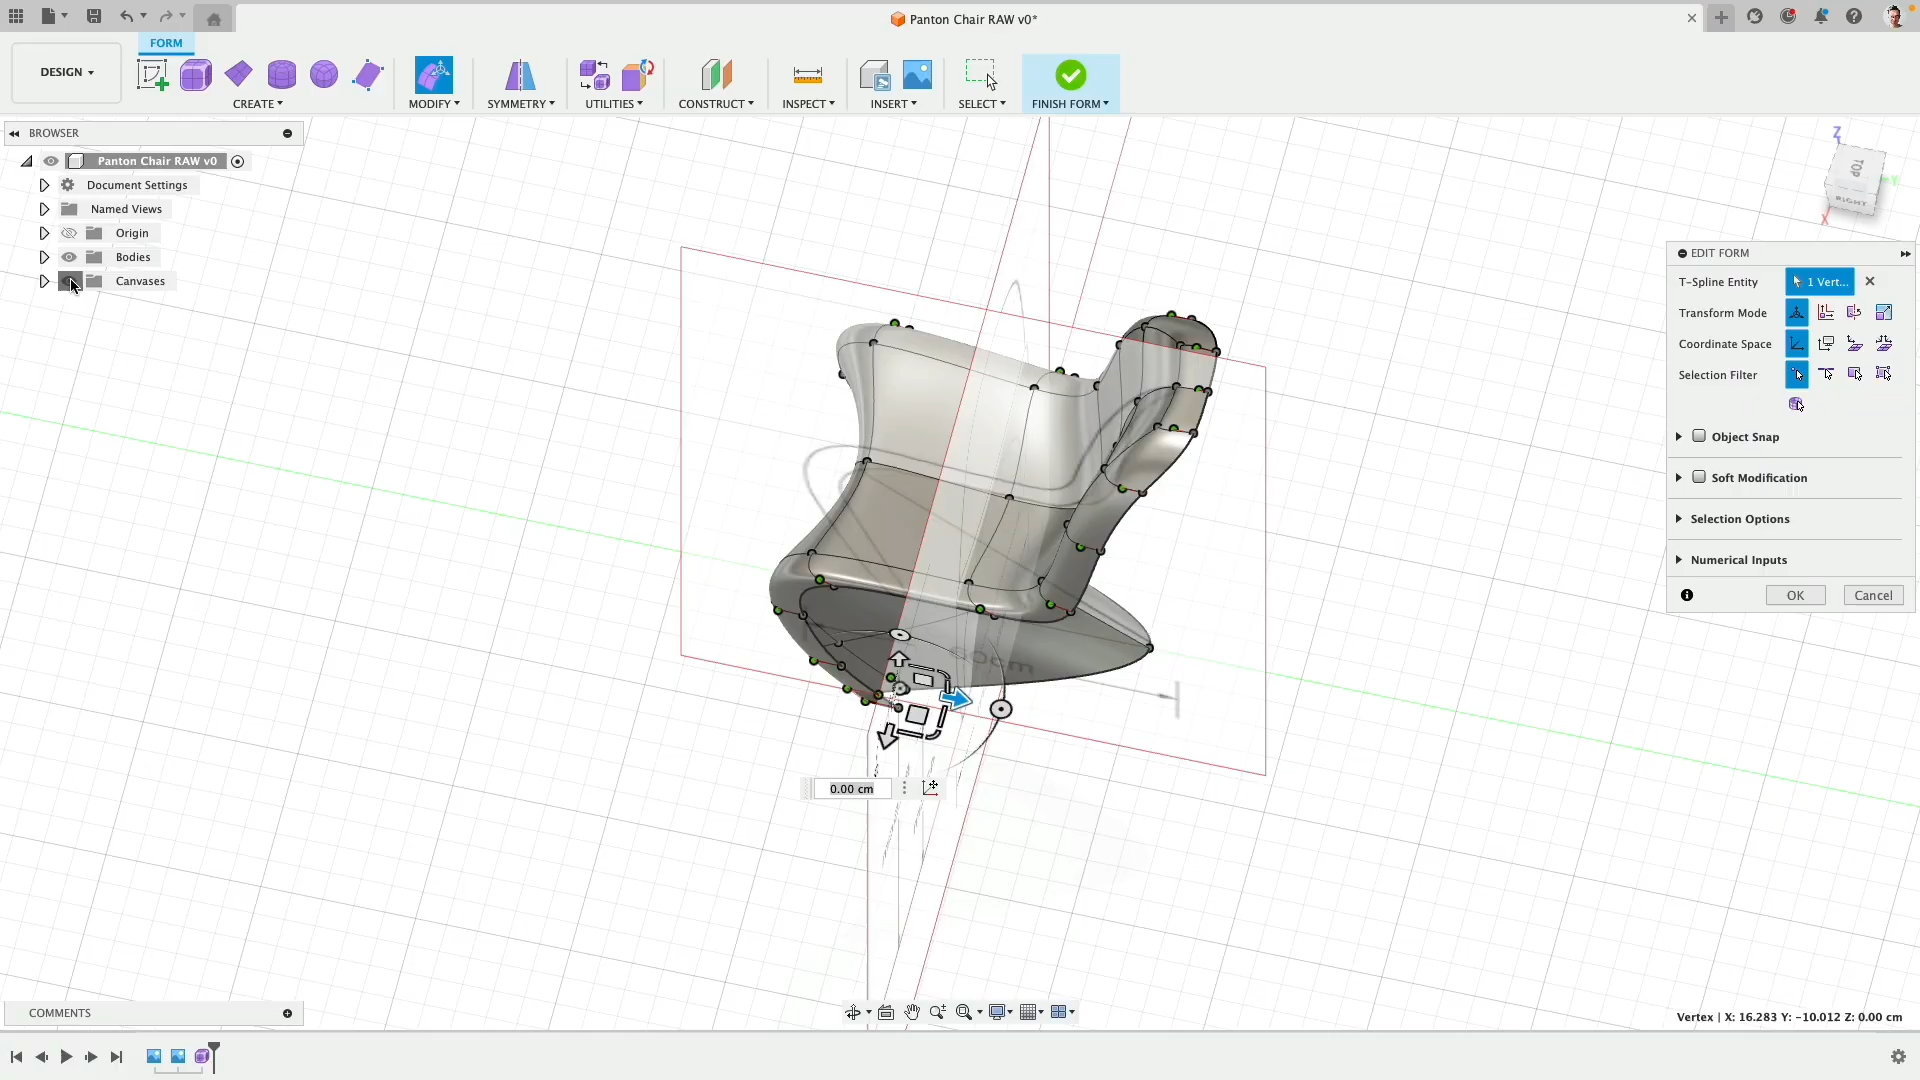 Panton Chair RAW v0*
FORM
DESIGN
CREATE
MODIFY
SYMMETRY
UTILITIES
CONSTRUCT
INSPECT
INSERT
SELECT
FINISH FORM
BROWSER
Panton Chair RAW v0
Document Settings
Named Views
Origin
Bodies
Canvases
Z
TOP
RIGHT
Y
X
EDIT FORM
T-Spline Entity
1 Vert...
Transform Mode
Coordinate Space
Selection Filter
Object Snap
Soft Modification
Selection Options
Numerical Inputs
OK
Cancel
0.00 cm
COMMENTS
Vertex | X: 16.283 Y: -10.012 Z: 0.00 cm